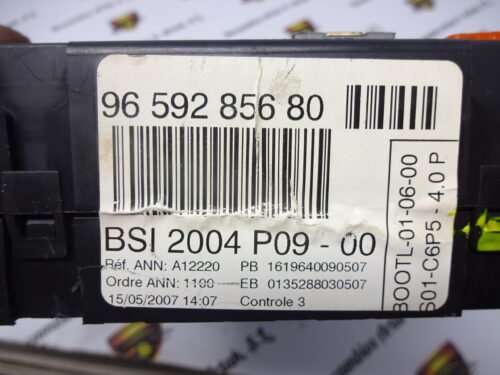 96 592 856 80
BSI 2004 P09 - 00
Réf. ANN: A12220 PB 1619640090507
Ordre ANN: 1100 EB 0135288030507
15/05/2007 14:07 Controle 3
BOOTL-01-06-00
S01-C6P5 - 4.0 P